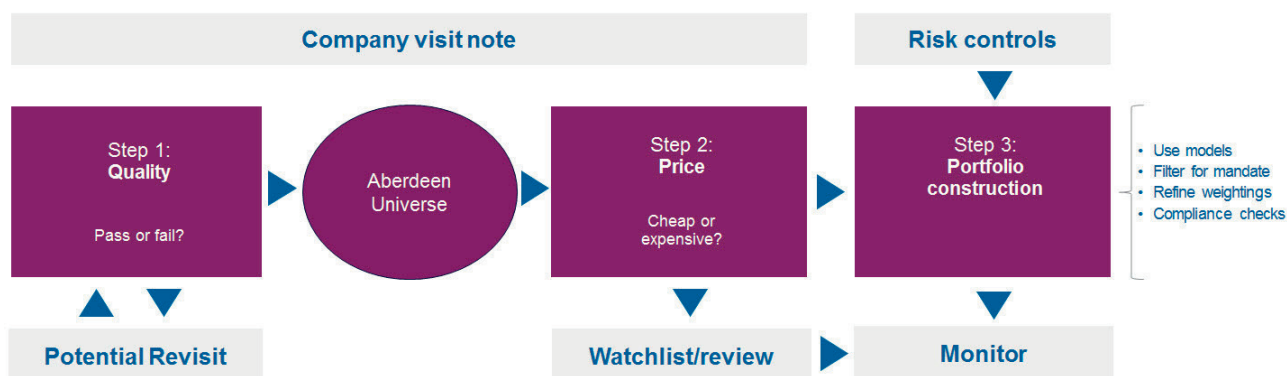 Company visit note
Risk controls
Step 1:
Quality
Pass or fail?
Aberdeen
Universe
Step 2:
Price
Cheap or
expensive?
Step 3:
Portfolio
construction
• Use models
• Filter for mandate
• Refine weightings
• Compliance checks
Potential Revisit
Watchlist/review
Monitor